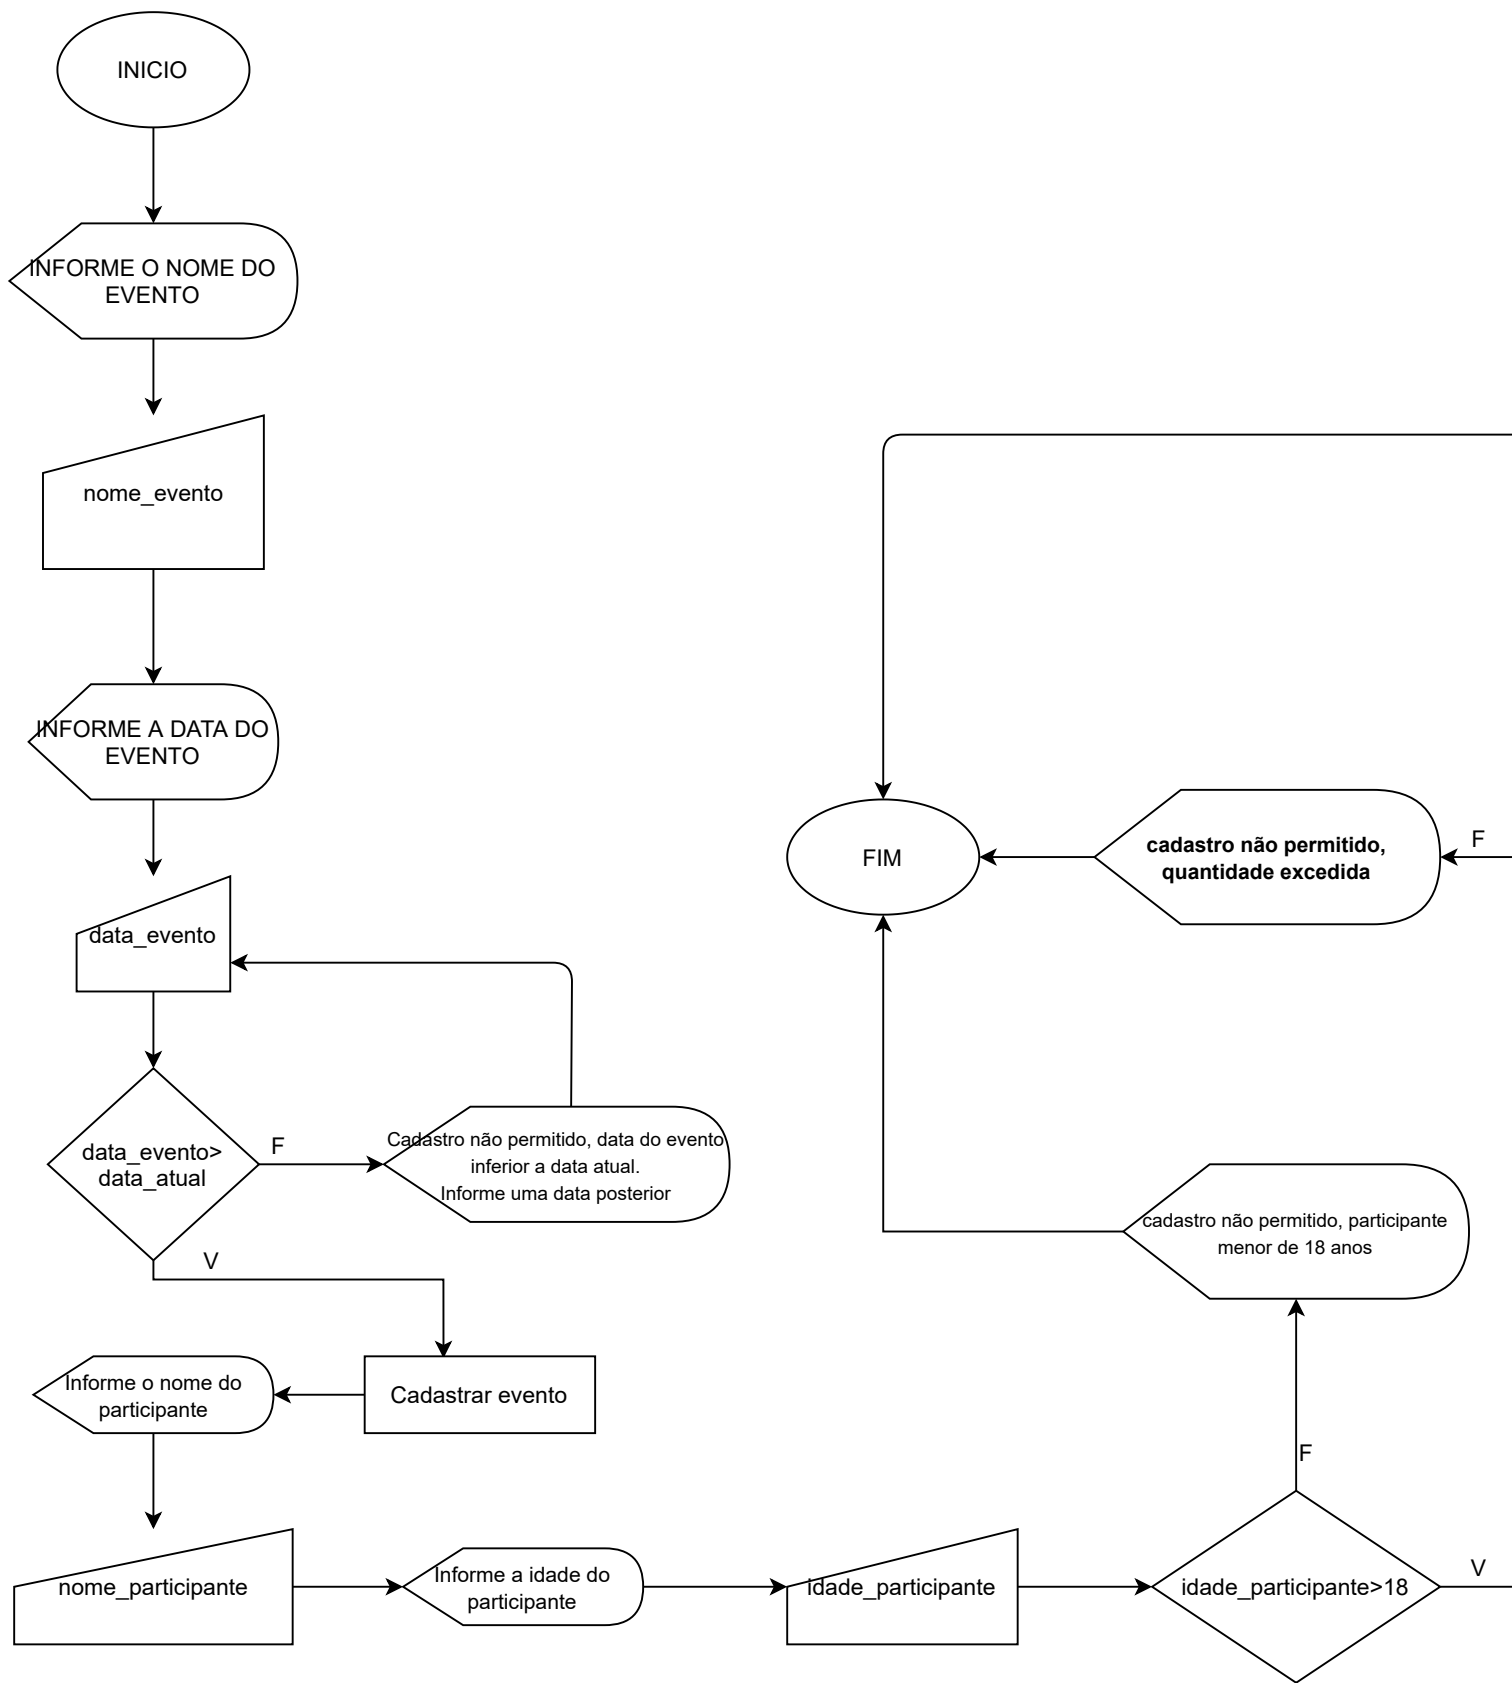 INICIO
INFORME O NOME DO
EVENTO
nome_evento
INFORME A DATA DO
EVENTO
data_evento
data_evento>
data_atual
F
Cadastro não permitido, data do evento
inferior a data atual.
Informe uma data posterior
V
Cadastrar evento
Informe o nome do
participante
nome_participante
Informe a idade do
participante
idade_participante
idade_participante>18
F
V
cadastro não permitido, participante
menor de 18 anos
FIM
cadastro não permitido,
quantidade excedida
F